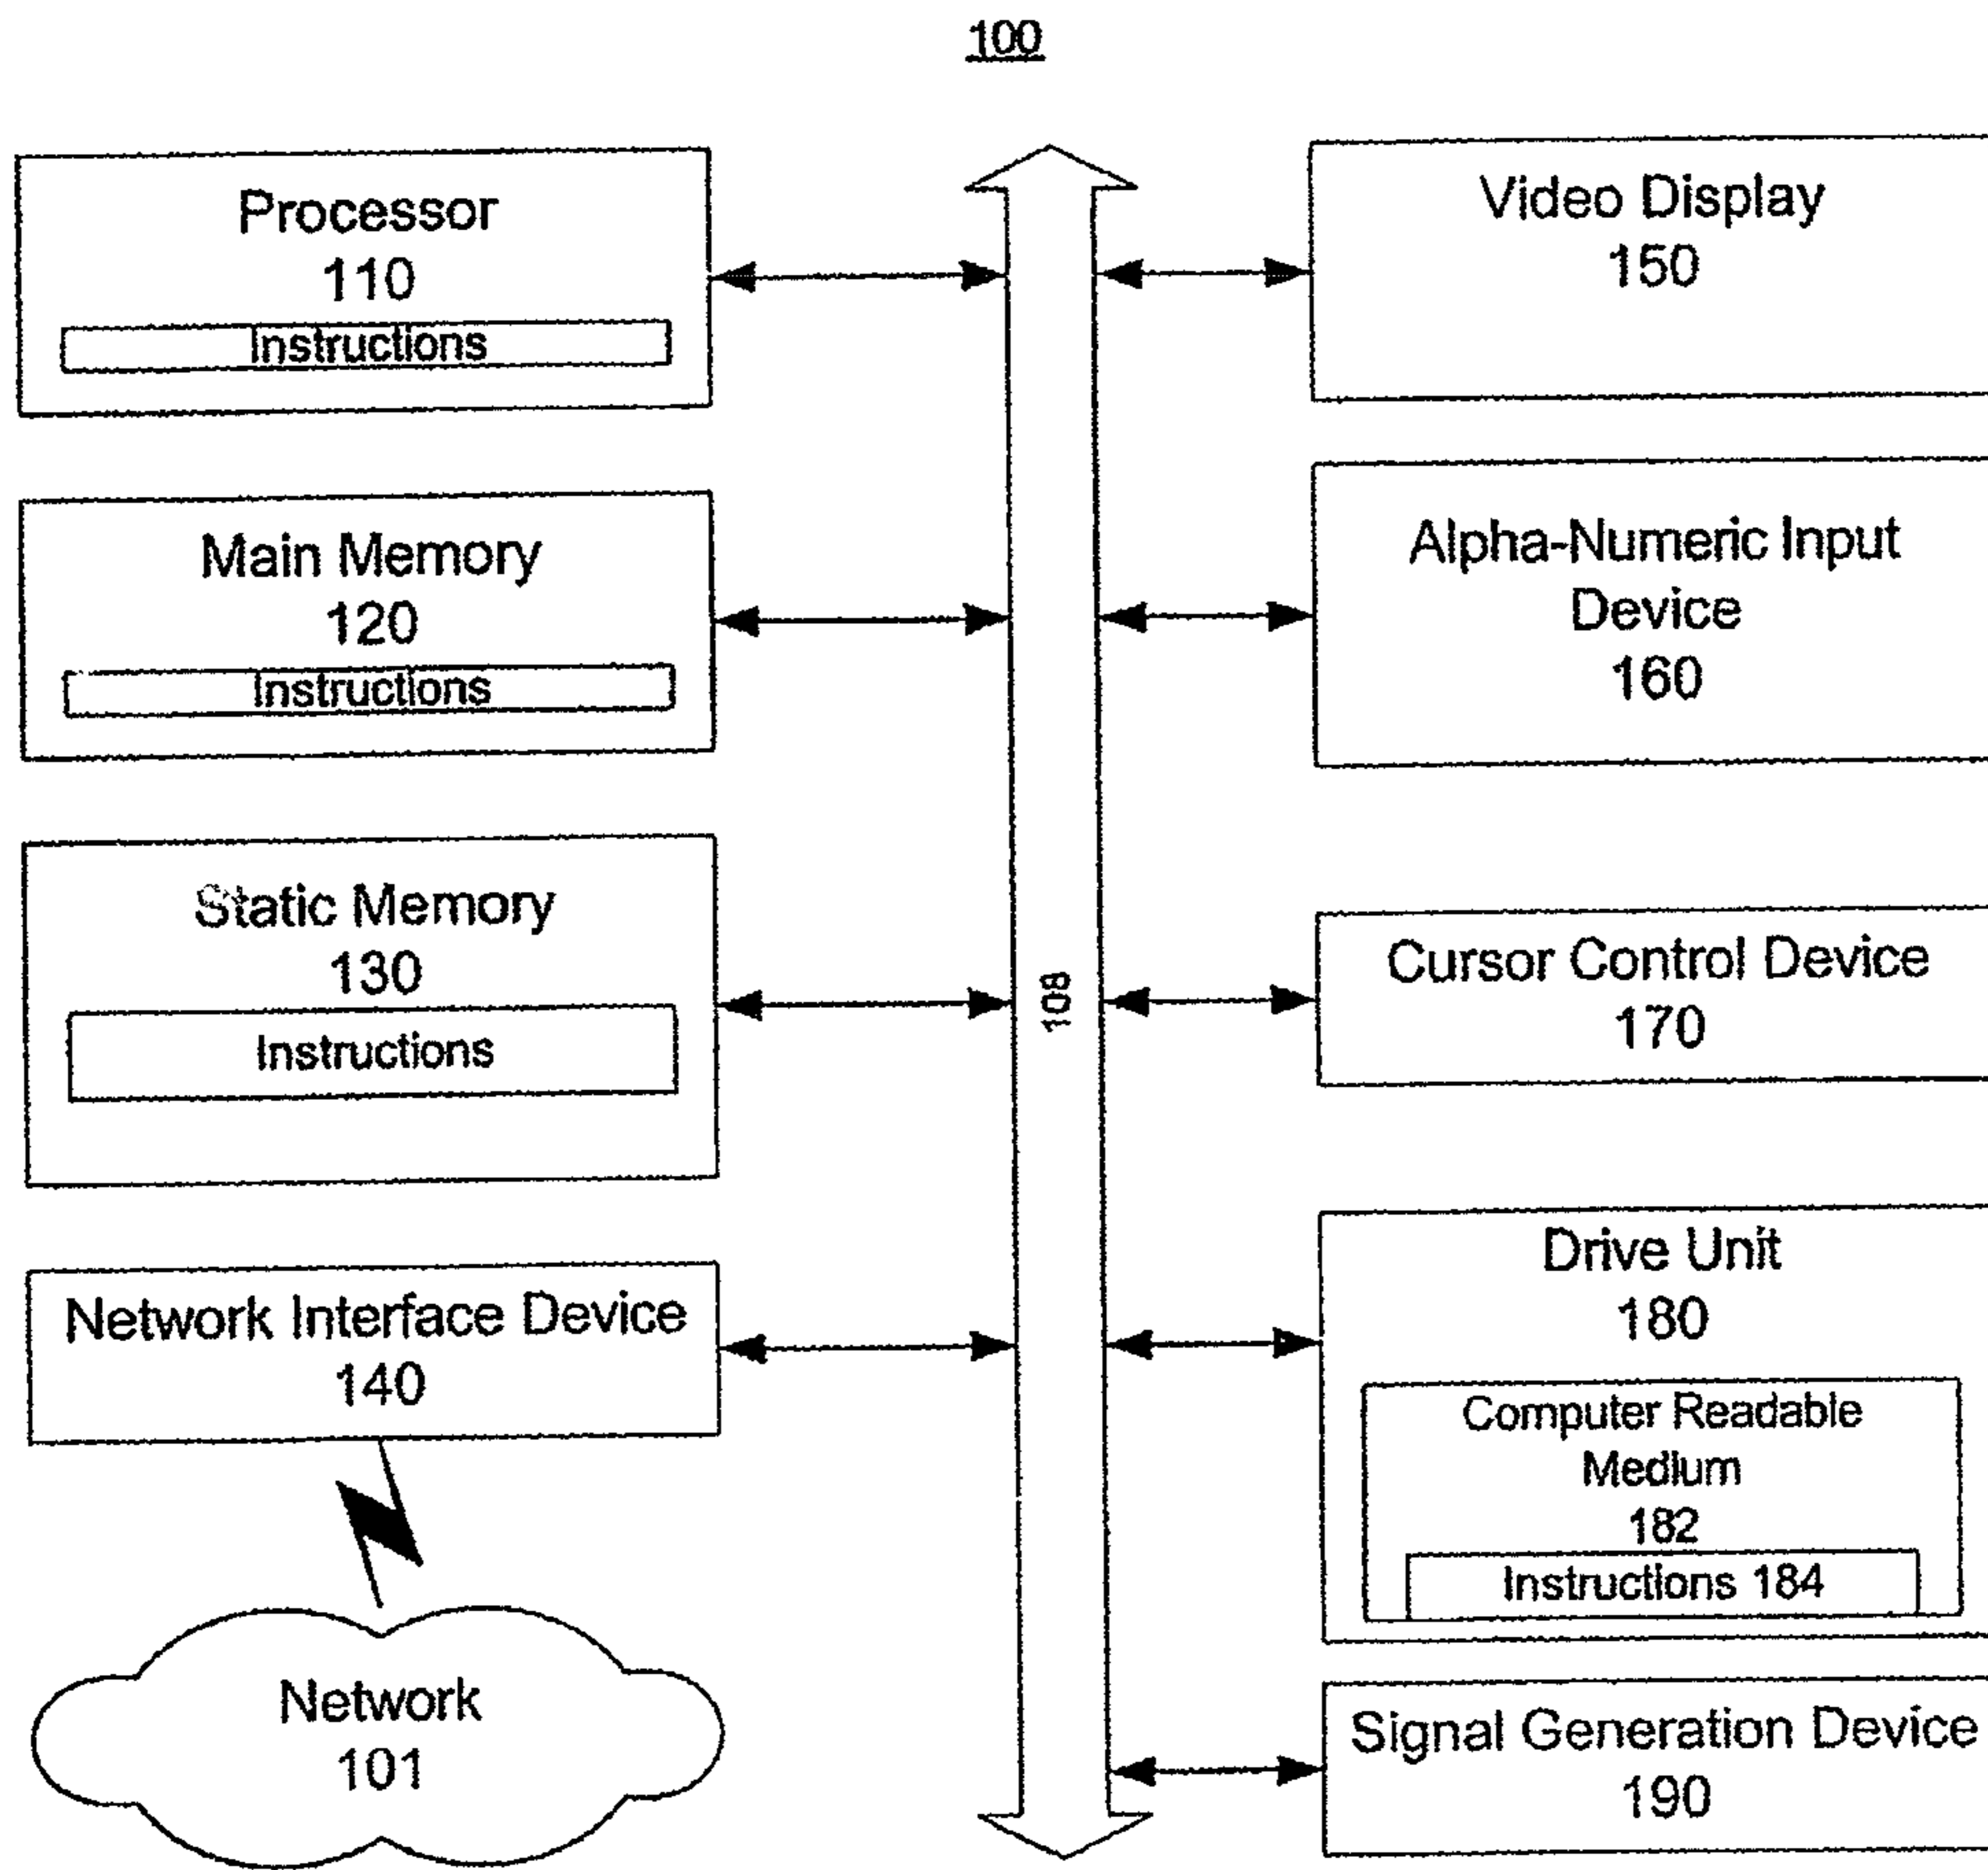 100
Processor
110
Instructions
Main Memory
120
Instructions
Static Memory
130
Instructions
Network Interface Device
140
Network
101
108
Video Display
150
Alpha-Numeric Input
Device
160
Cursor Control Device
170
Drive Unit
180
Computer Readable
Medium
182
Instructions 184
Signal Generation Device
190